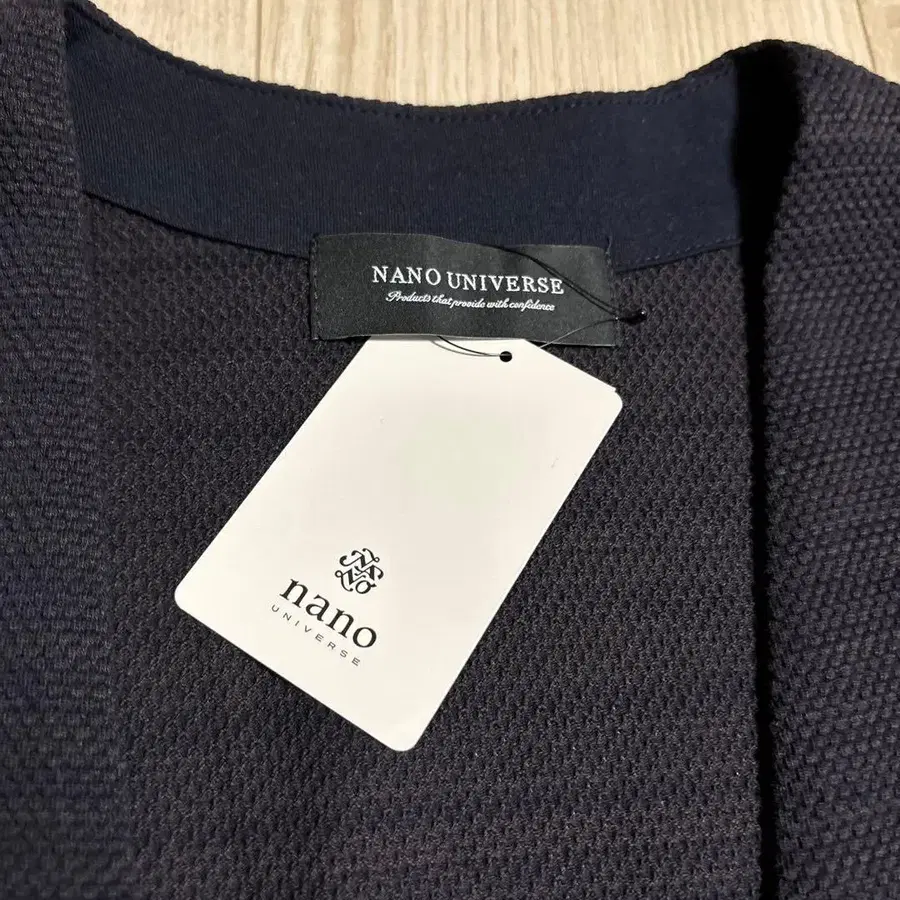 NANO UNIVERSE
Products that provide with confidence
nano
UNIVERSE